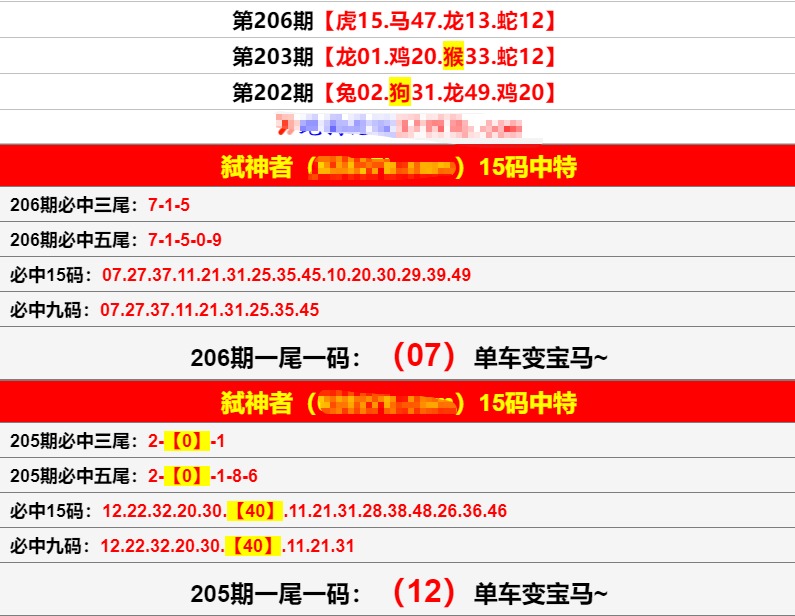 第206期【虎15.马47.龙13.蛇12】
第203期【龙01.鸡20.猴33.蛇12】
第202期【兔02.狗31.龙49.鸡20】
弑神者（）15码中特
206期必中三尾：7-1-5
206期必中五尾：7-1-5-0-9
必中15码：07.27.37.11.21.31.25.35.45.10.20.30.29.39.49
必中九码：07.27.37.11.21.31.25.35.45
206期一尾一码：（07）单车变宝马~
弑神者（）15码中特
205期必中三尾：2-【0】-1
205期必中五尾：2-【0】-1-8-6
必中15码：12.22.32.20.30.【40】.11.21.31.28.38.48.26.36.46
必中九码：12.22.32.20.30.【40】.11.21.31
205期一尾一码：（12）单车变宝马~